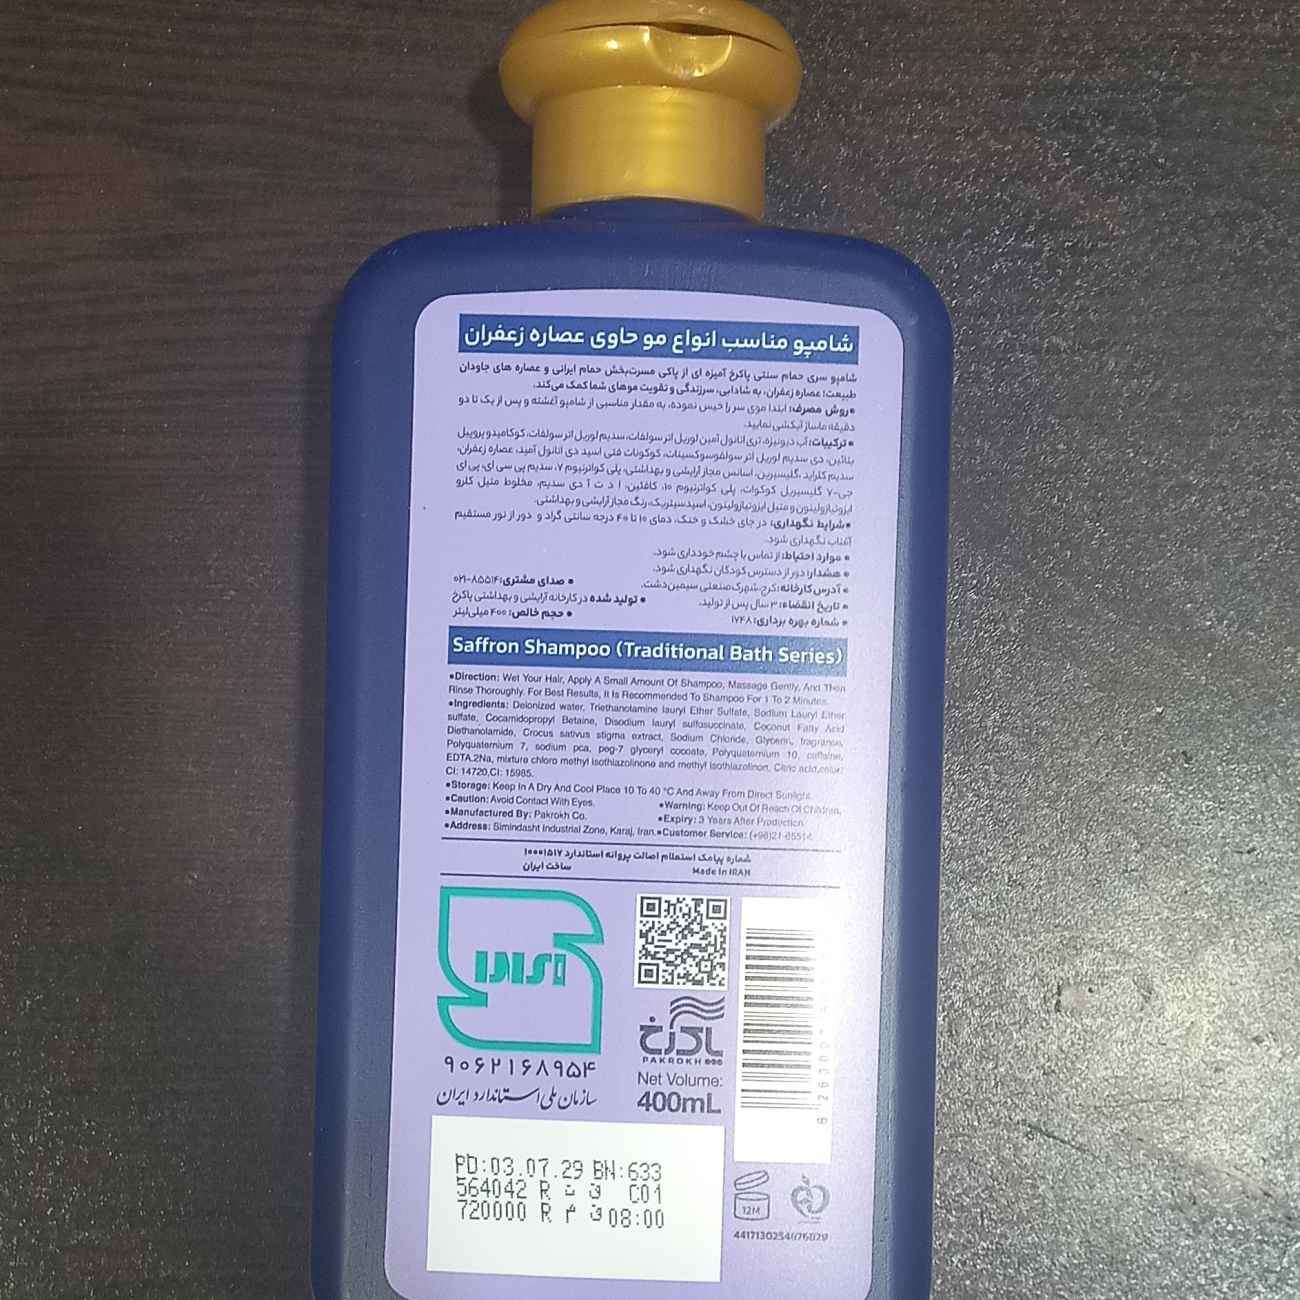 شامپو مناسب انواع مو حاوی عصاره زعفران
شامپو سری حمام سنتی پاکرخ آمیزه ای از پاکی مسرت‌بخش حمام ایرانی و عصاره های جاودان
طبیعت؛ عصاره زعفران، به شادابی، سرزندگی و تقویت موهای شما کمک می‌کند.
●روش مصرف: ابتدا موی سر را خیس نموده، به مقدار مناسبی از شامپو آغشته و پس از یک تا دو
دقیقه ماساژ آبکشی نمایید.
●ترکیبات: آب دیونیزه، تری اتانول آمین لوریل اتر سولفات، سدیم لوریل اتر سولفات، کوکامیدو پروپیل
بتائین، دی سدیم لوریل اتر سولفوسوکسینات، کوکونات فتی اسید دی اتانول آمید، عصاره زعفران،
سدیم کلراید، گلیسیرین، اسانس مجاز آرایشی و بهداشتی، پلی کواترنیوم ۷، سدیم پی سی ای، پی ای
جی-۷ گلیسیریل کوکوات، پلی کواترنیوم ۱۰، کافئین، ا د ت آ دی سدیم، مخلوط متیل کلرو
ایزوتیازولینون و متیل ایزوتیازولینون، اسیدسیتریک، رنگ مجاز آرایشی و بهداشتی.
●شرایط نگهداری: در جای خشک و خنک، دمای ۱۰ تا ۴۰ درجه سانتی گراد و دور از نور مستقیم
آفتاب نگهداری شود.
● موارد احتیاط: از تماس با چشم خودداری شود.
● هشدار: دور از دسترس کودکان نگهداری شود.
● آدرس کارخانه: کرج، شهرک صنعتی سیمین‌دشت. ● صدای مشتری: ۸۵۵۱۴-۰۲۱
● تاریخ انقضاء: ۳ سال پس از تولید. ● تولید شده در کارخانه آرایشی و بهداشتی پاکرخ
● شماره بهره برداری: ۱۷۴۸ ● حجم خالص: ۴۰۰ میلی‌لیتر
Saffron Shampoo (Traditional Bath Series)
●Direction: Wet Your Hair, Apply A Small Amount Of Shampoo, Massage Gently, And Then
Rinse Thoroughly. For Best Results, It Is Recommended To Shampoo For 1 To 2 Minutes.
●Ingredients: Deionized water, Triethanolamine lauryl Ether Sulfate, Sodium Lauryl Ether
sulfate, Cocamidopropyl Betaine, Disodium lauryl sulfosuccinate, Coconut Fatty Acid
Diethanolamide, Crocus sativus stigma extract, Sodium Chloride, Glycerin, fragrance,
Polyquaternium 7, sodium pca, peg-7 glyceryl cocoate, Polyquaternium 10, caffeine,
EDTA.2Na, mixture chloro methyl isothiazolinone and methyl isothiazolinon, Citric acid,colur:
CI: 14720,CI: 15985.
●Storage: Keep In A Dry And Cool Place 10 To 40 °C And Away From Direct Sunlight.
●Caution: Avoid Contact With Eyes. ●Warning: Keep Out Of Reach Of Children.
●Manufactured By: Pakrokh Co. ●Expiry: 3 Years After Production.
●Address: Simindasht Industrial Zone, Karaj, Iran.●Customer Service: (+98)21-85514
شماره پیامک استعلام اصالت پروانه استاندارد ۱۰۰۰۱۵۱۷
ساخت ایران Made In IRAN
۹۰۶۲۱۶۸۹۵۴
سازمان ملی استاندارد ایران
پاکرخ
PAKROKH
Net Volume:
400mL
PD:03.07.29 BN:633
564042 R ق ت C01
720000 R ق م 08:00
12M